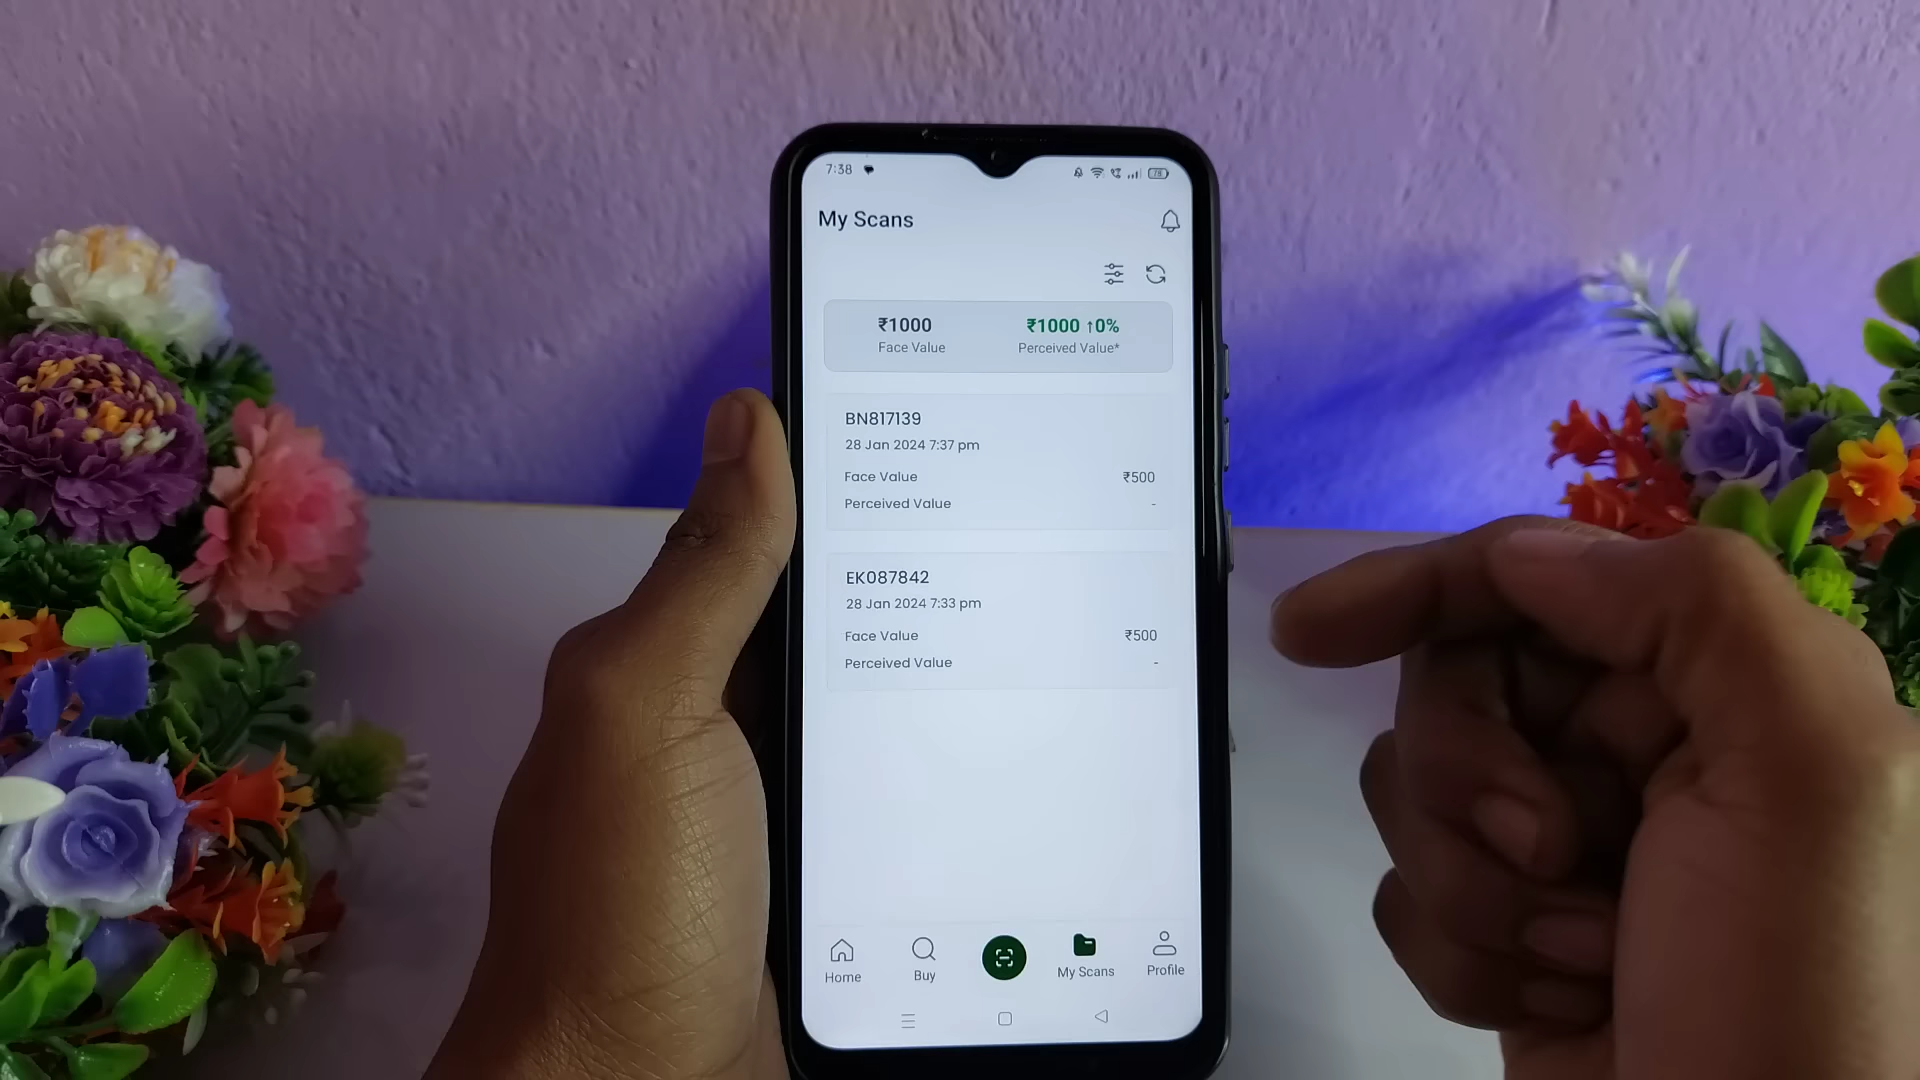 7:38
78
My Scans
₹1000 ₹1000 ↑0%
Face Value Perceived Value*
BN817139
28 Jan 2024 7:37 pm
Face Value ₹500
Perceived Value -
EK087842
28 Jan 2024 7:33 pm
Face Value ₹500
Perceived Value -
Home Buy My Scans Profile